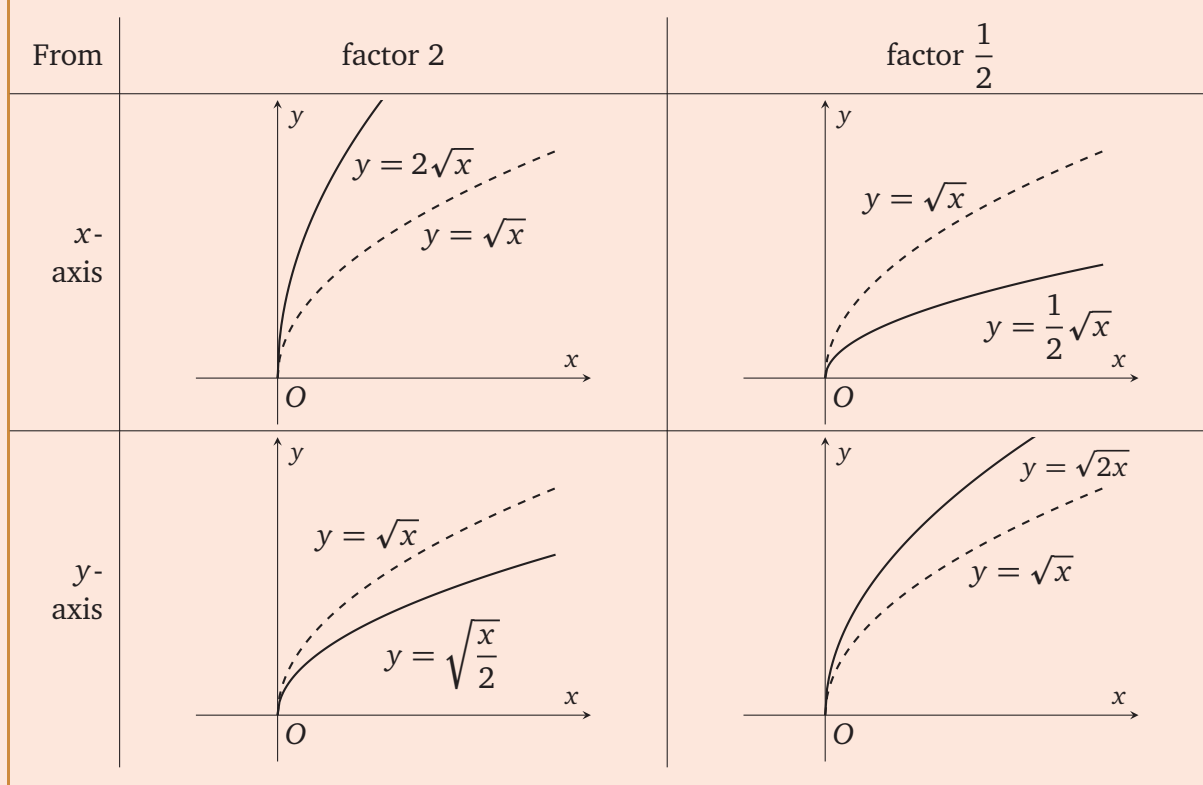 From factor 2 factor 1/2
y y
y = 2√x y = √x
y = √x
x-
axis
y = 1/2 √x
x x
O O
y y
y = √2x
y = √x
y = √x
y-
axis
y = √(x/2)
x x
O O